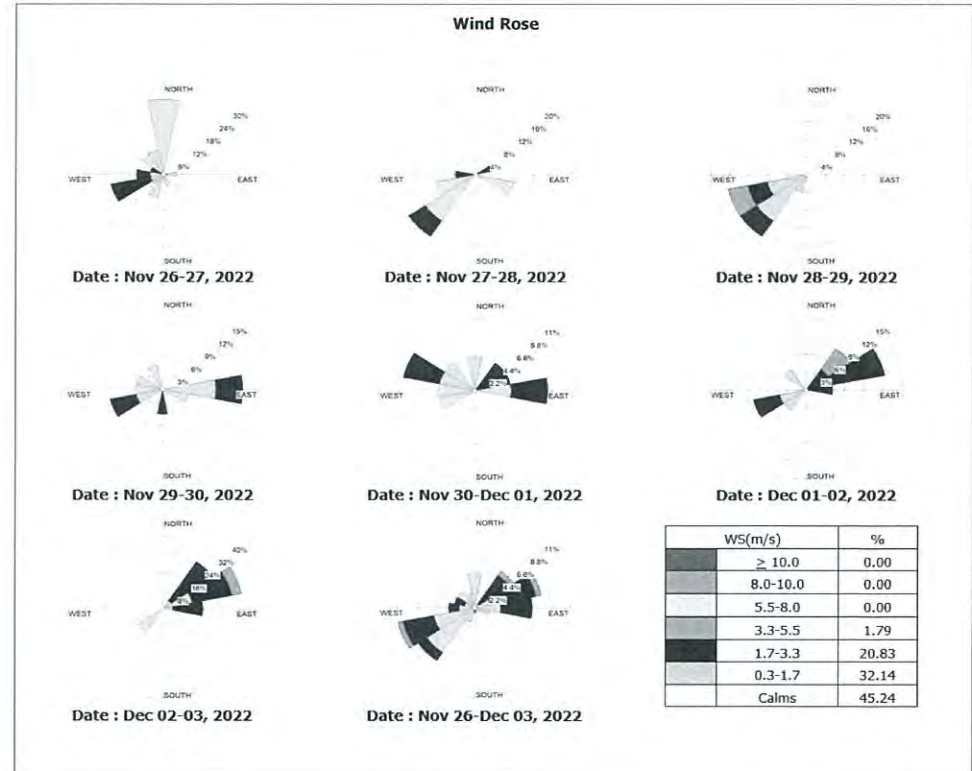 Wind Rose
NORTH
30%
24%
18%
12%
6%
WEST
EAST
SOUTH
Date : Nov 26-27, 2022
NORTH
20%
16%
12%
8%
4%
WEST
EAST
SOUTH
Date : Nov 27-28, 2022
NORTH
20%
16%
12%
8%
4%
WEST
EAST
SOUTH
Date : Nov 28-29, 2022
NORTH
15%
12%
9%
6%
3%
WEST
EAST
SOUTH
Date : Nov 29-30, 2022
NORTH
11%
8.8%
6.6%
4.4%
2.2%
WEST
EAST
SOUTH
Date : Nov 30-Dec 01, 2022
NORTH
15%
12%
9%
6%
3%
WEST
EAST
SOUTH
Date : Dec 01-02, 2022
NORTH
40%
32%
24%
16%
8%
WEST
EAST
SOUTH
Date : Dec 02-03, 2022
NORTH
11%
8.8%
6.6%
4.4%
2.2%
WEST
EAST
SOUTH
Date : Nov 26-Dec 03, 2022
WS(m/s) %
≥ 10.0 0.00
8.0-10.0 0.00
5.5-8.0 0.00
3.3-5.5 1.79
1.7-3.3 20.83
0.3-1.7 32.14
Calms 45.24